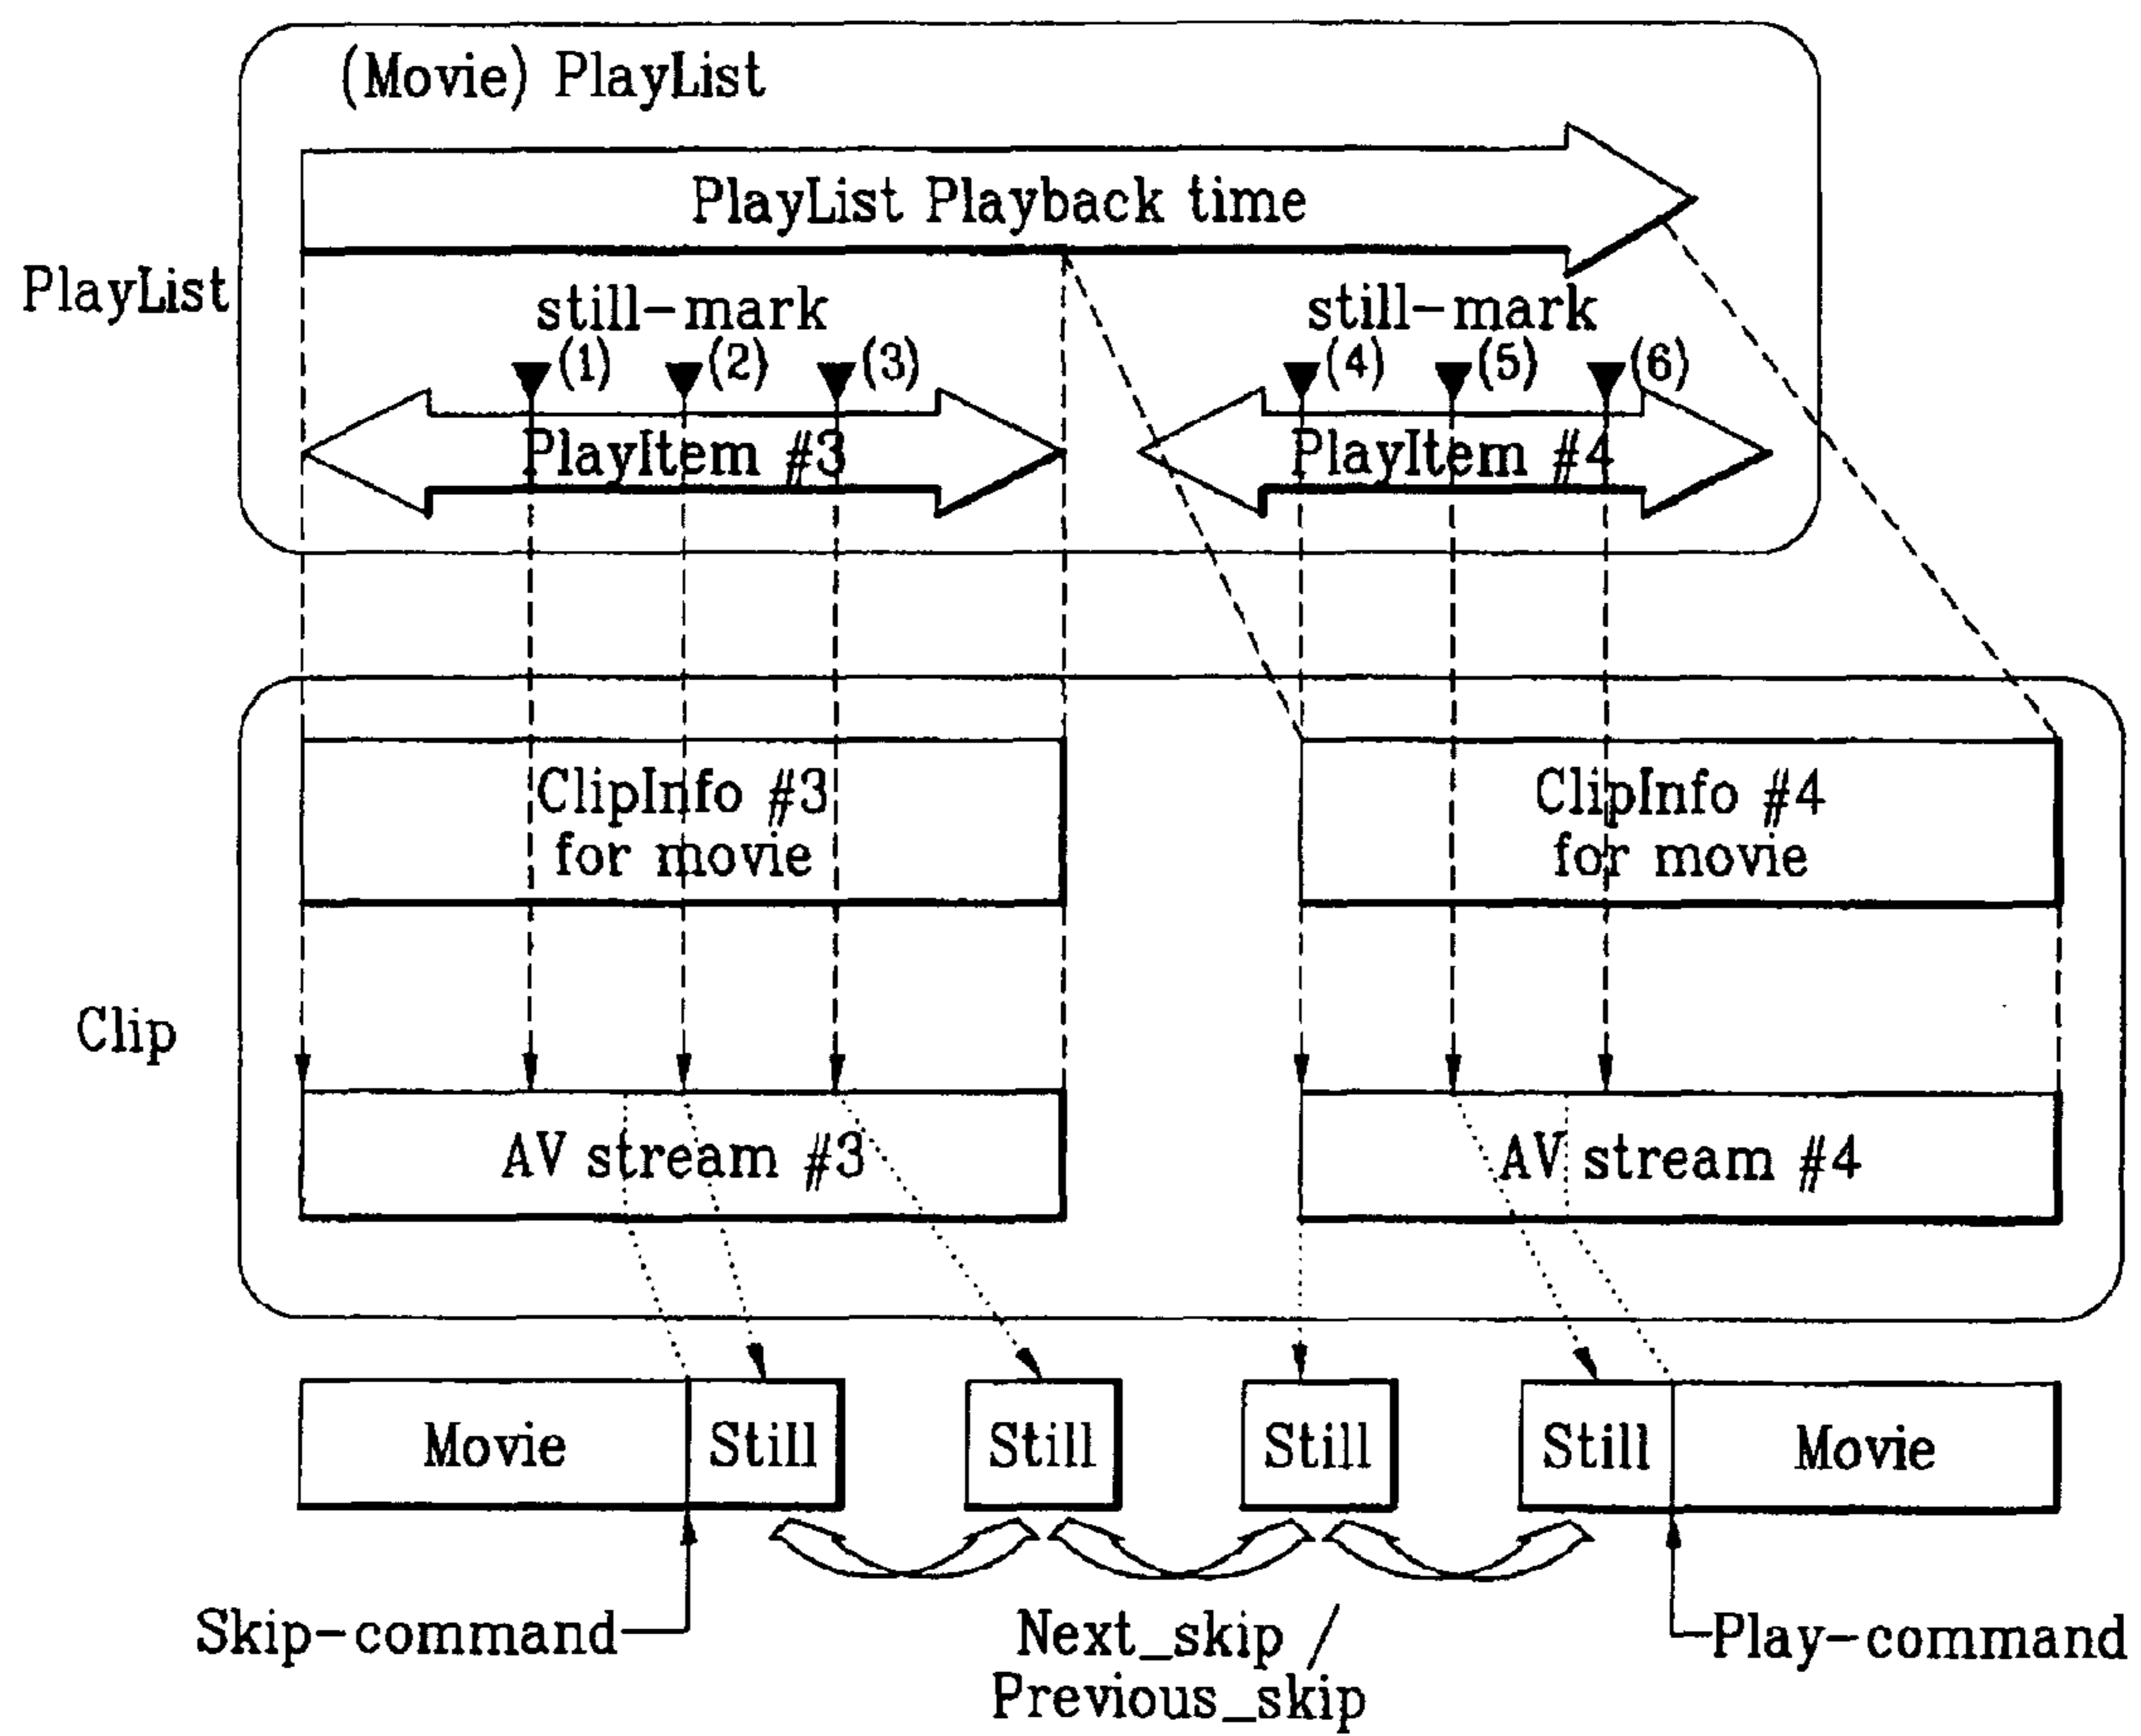 (Movie) PlayList
PlayList Playback time
PlayList
still-mark
still-mark
(1)
(2)
(3)
(4)
(5)
(6)
PlayItem #3
PlayItem #4
ClipInfo #3
for movie
ClipInfo #4
for movie
Clip
AV stream #3
AV stream #4
Movie
Still
Still
Still
Still
Movie
Skip-command
Next_skip /
Previous_skip
Play-command